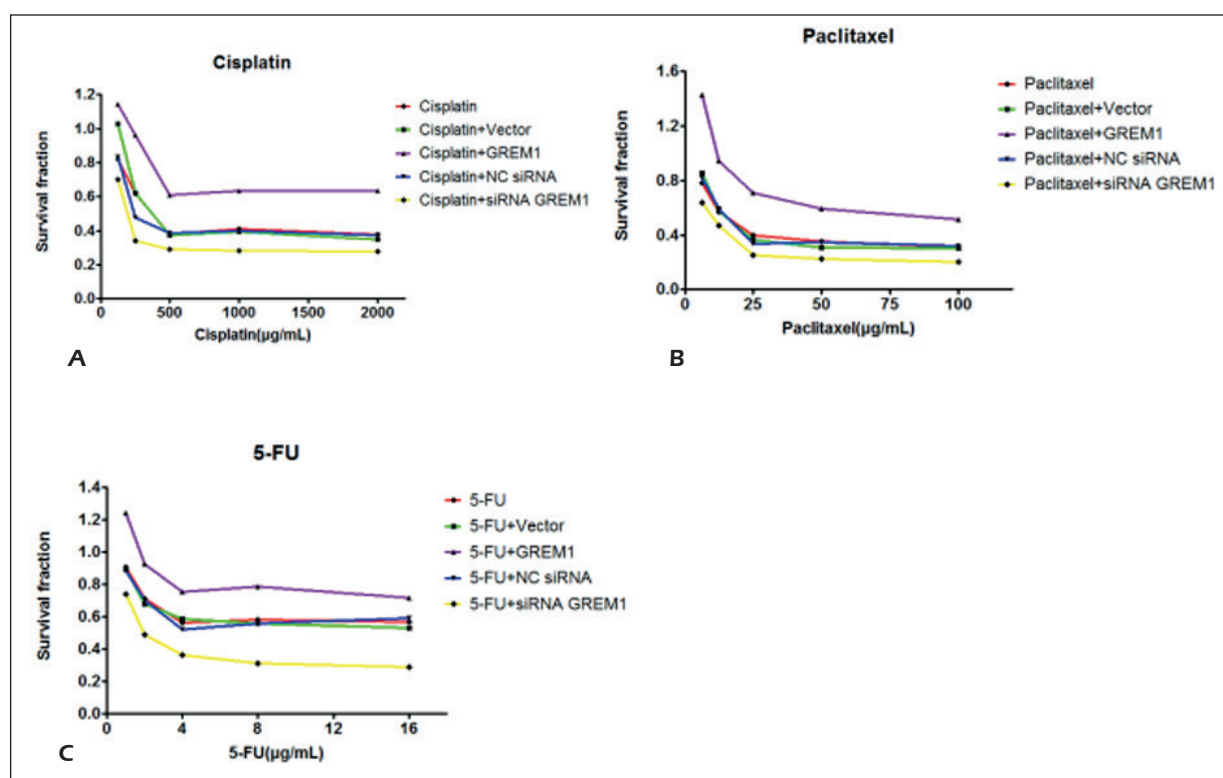 Cisplatin
1.2
1.0
0.8
0.6
0.4
0.2
0.0
Survival fraction
0 500 1000 1500 2000
Cisplatin(µg/mL)
Cisplatin
Cisplatin+Vector
Cisplatin+GREM1
Cisplatin+NC siRNA
Cisplatin+siRNA GREM1
A
Paclitaxel
1.6
1.2
0.8
0.4
0.0
Survival fraction
0 25 50 75 100
Paclitaxel(µg/mL)
Paclitaxel
Paclitaxel+Vector
Paclitaxel+GREM1
Paclitaxel+NC siRNA
Paclitaxel+siRNA GREM1
B
5-FU
1.4
1.2
1.0
0.8
0.6
0.4
0.2
0.0
Survival fraction
0 4 8 12 16
5-FU(µg/mL)
5-FU
5-FU+Vector
5-FU+GREM1
5-FU+NC siRNA
5-FU+siRNA GREM1
C